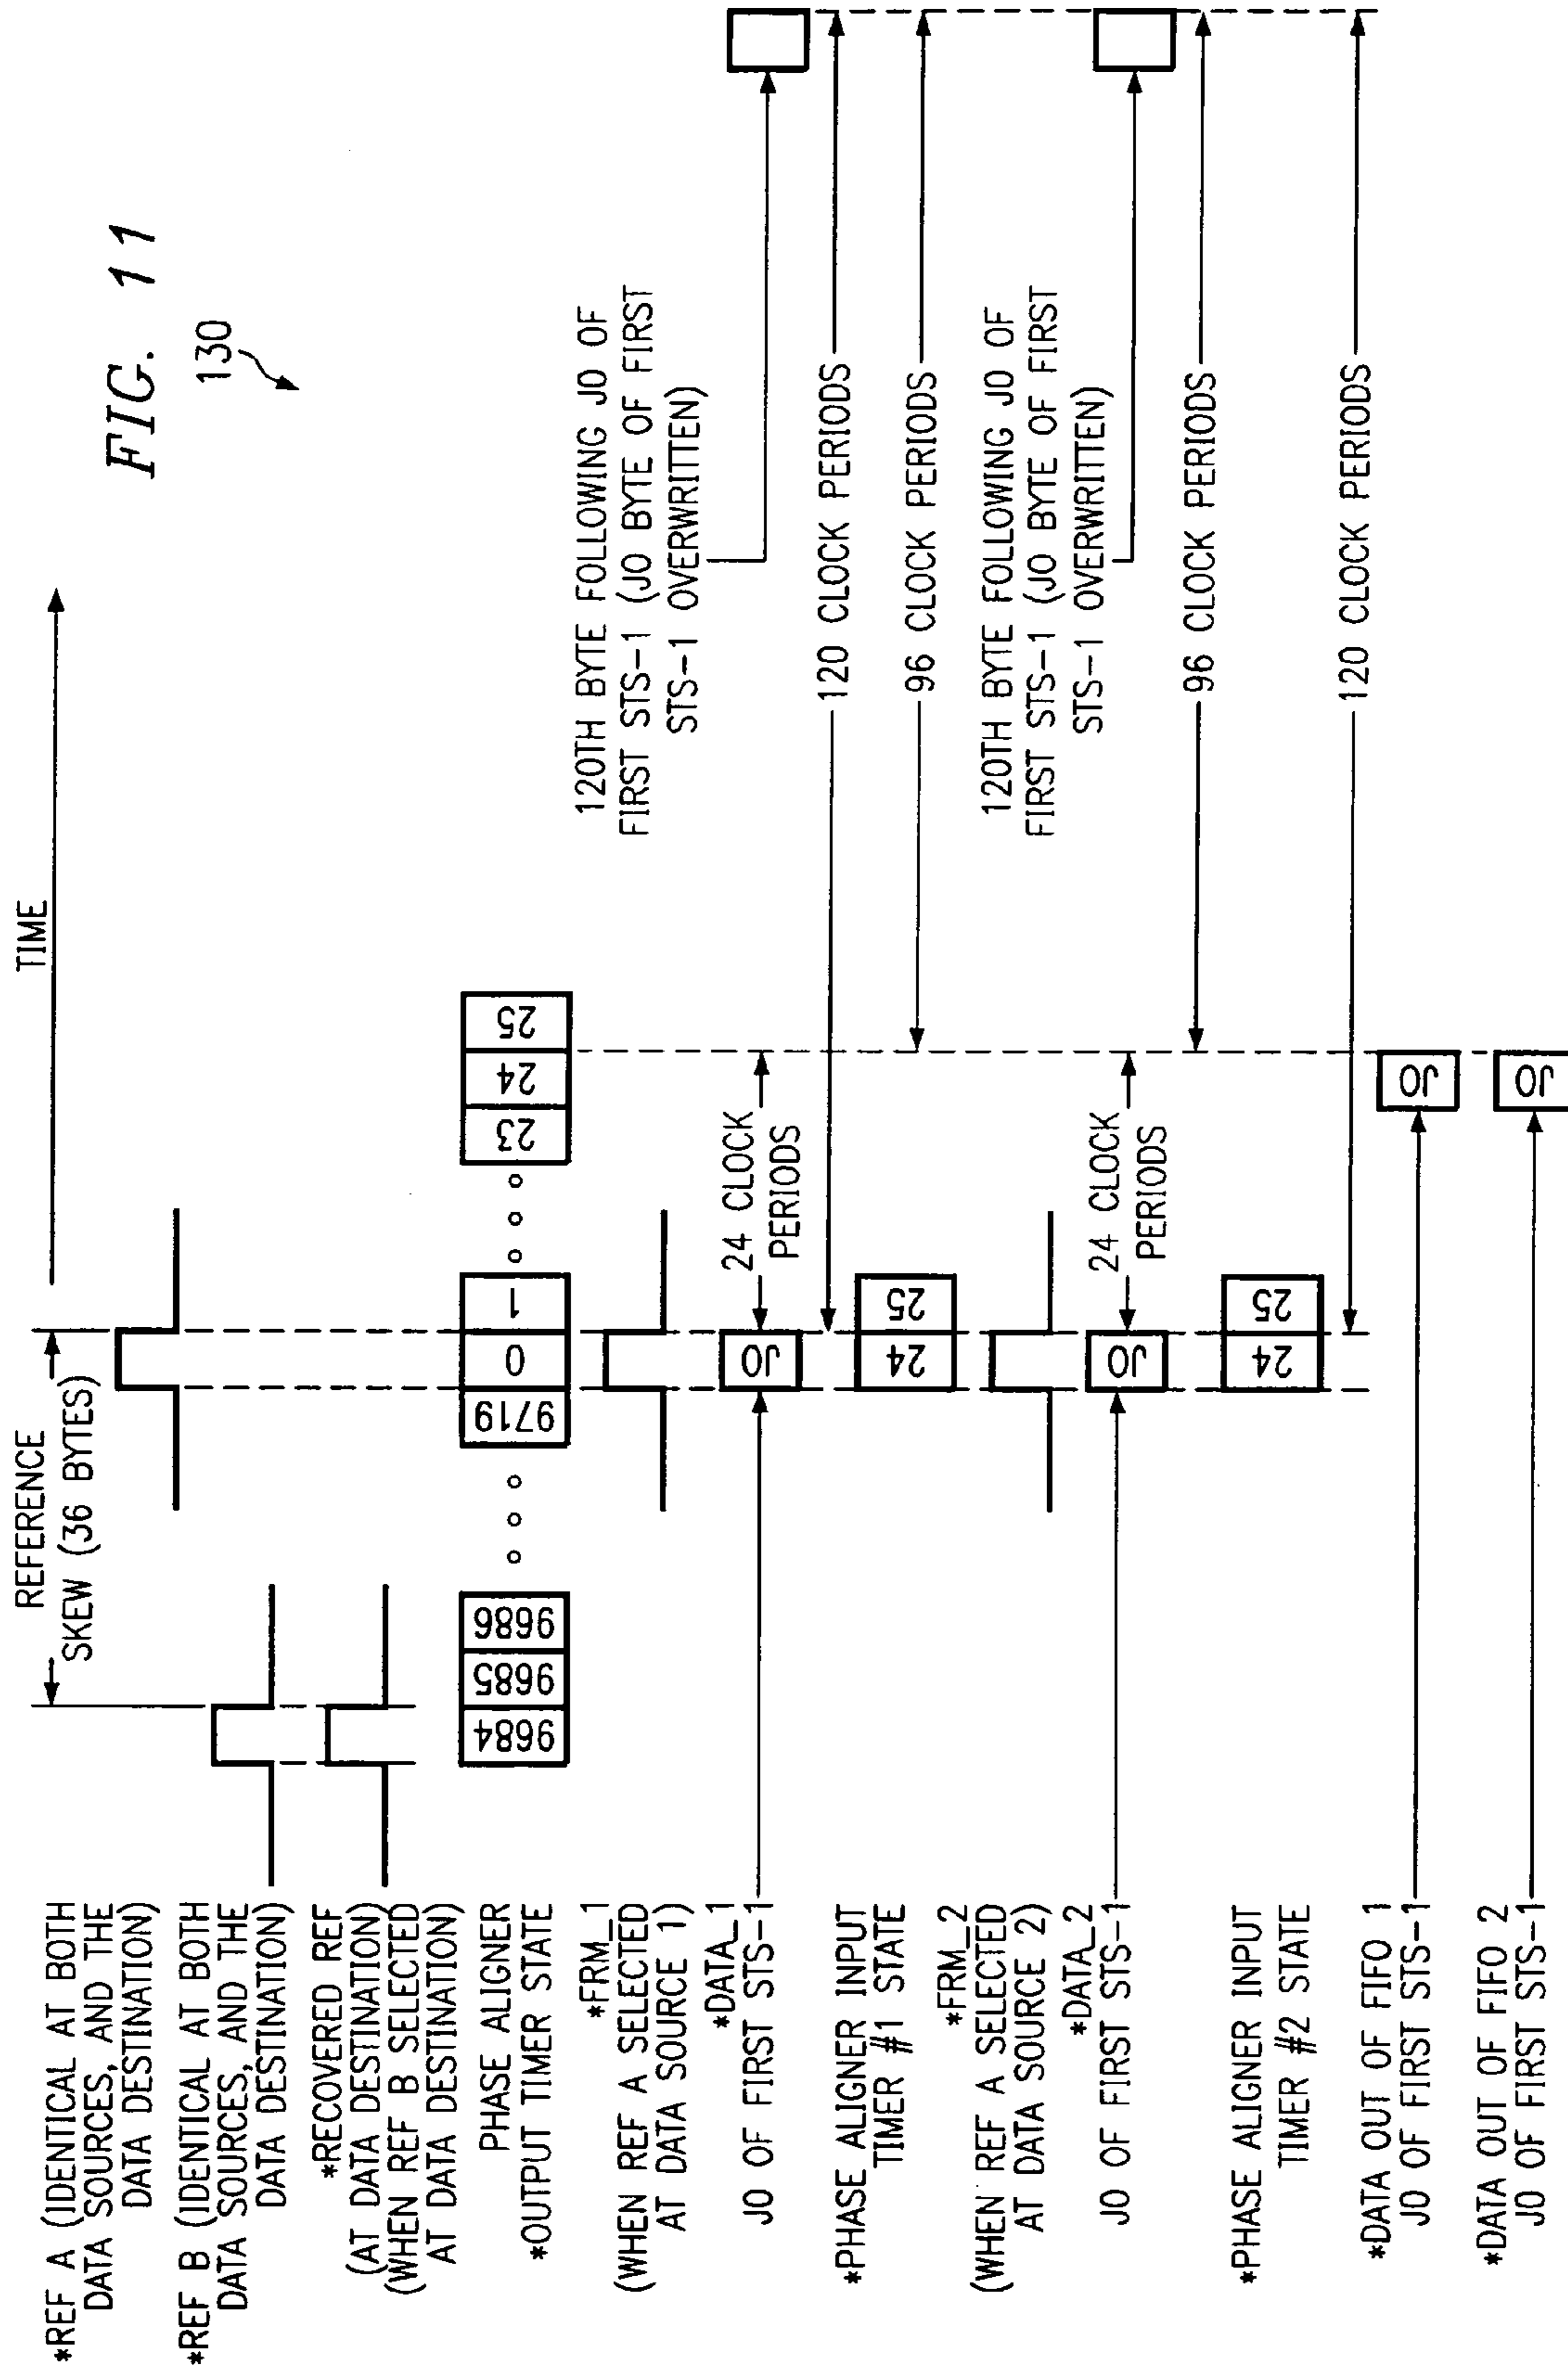 FIG. 11
130
TIME
REFERENCE
SKEW (36 BYTES)
*REF A (IDENTICAL AT BOTH
DATA SOURCES, AND THE
DATA DESTINATION)
*REF B (IDENTICAL AT BOTH
DATA SOURCES, AND THE
DATA DESTINATION)
*RECOVERED REF
(AT DATA DESTINATION)
(WHEN REF B SELECTED
AT DATA DESTINATION)
PHASE ALIGNER
*OUTPUT TIMER STATE
9684 9685 9686 9719 0 1 23 24 25
*FRM_1
(WHEN REF A SELECTED
AT DATA SOURCE 1)
*DATA_1
J0 OF FIRST STS-1
J0
24 CLOCK
PERIODS
120TH BYTE FOLLOWING J0 OF
FIRST STS-1 (J0 BYTE OF FIRST
STS-1 OVERWRITTEN)
120 CLOCK PERIODS
*PHASE ALIGNER INPUT
TIMER #1 STATE
24 25
96 CLOCK PERIODS
*FRM_2
(WHEN REF A SELECTED
AT DATA SOURCE 2)
*DATA_2
J0 OF FIRST STS-1
J0
24 CLOCK
PERIODS
120TH BYTE FOLLOWING J0 OF
FIRST STS-1 (J0 BYTE OF FIRST
STS-1 OVERWRITTEN)
96 CLOCK PERIODS
*PHASE ALIGNER INPUT
TIMER #2 STATE
24 25
120 CLOCK PERIODS
*DATA OUT OF FIFO 1
J0 OF FIRST STS-1
J0
*DATA OUT OF FIFO 2
J0 OF FIRST STS-1
J0